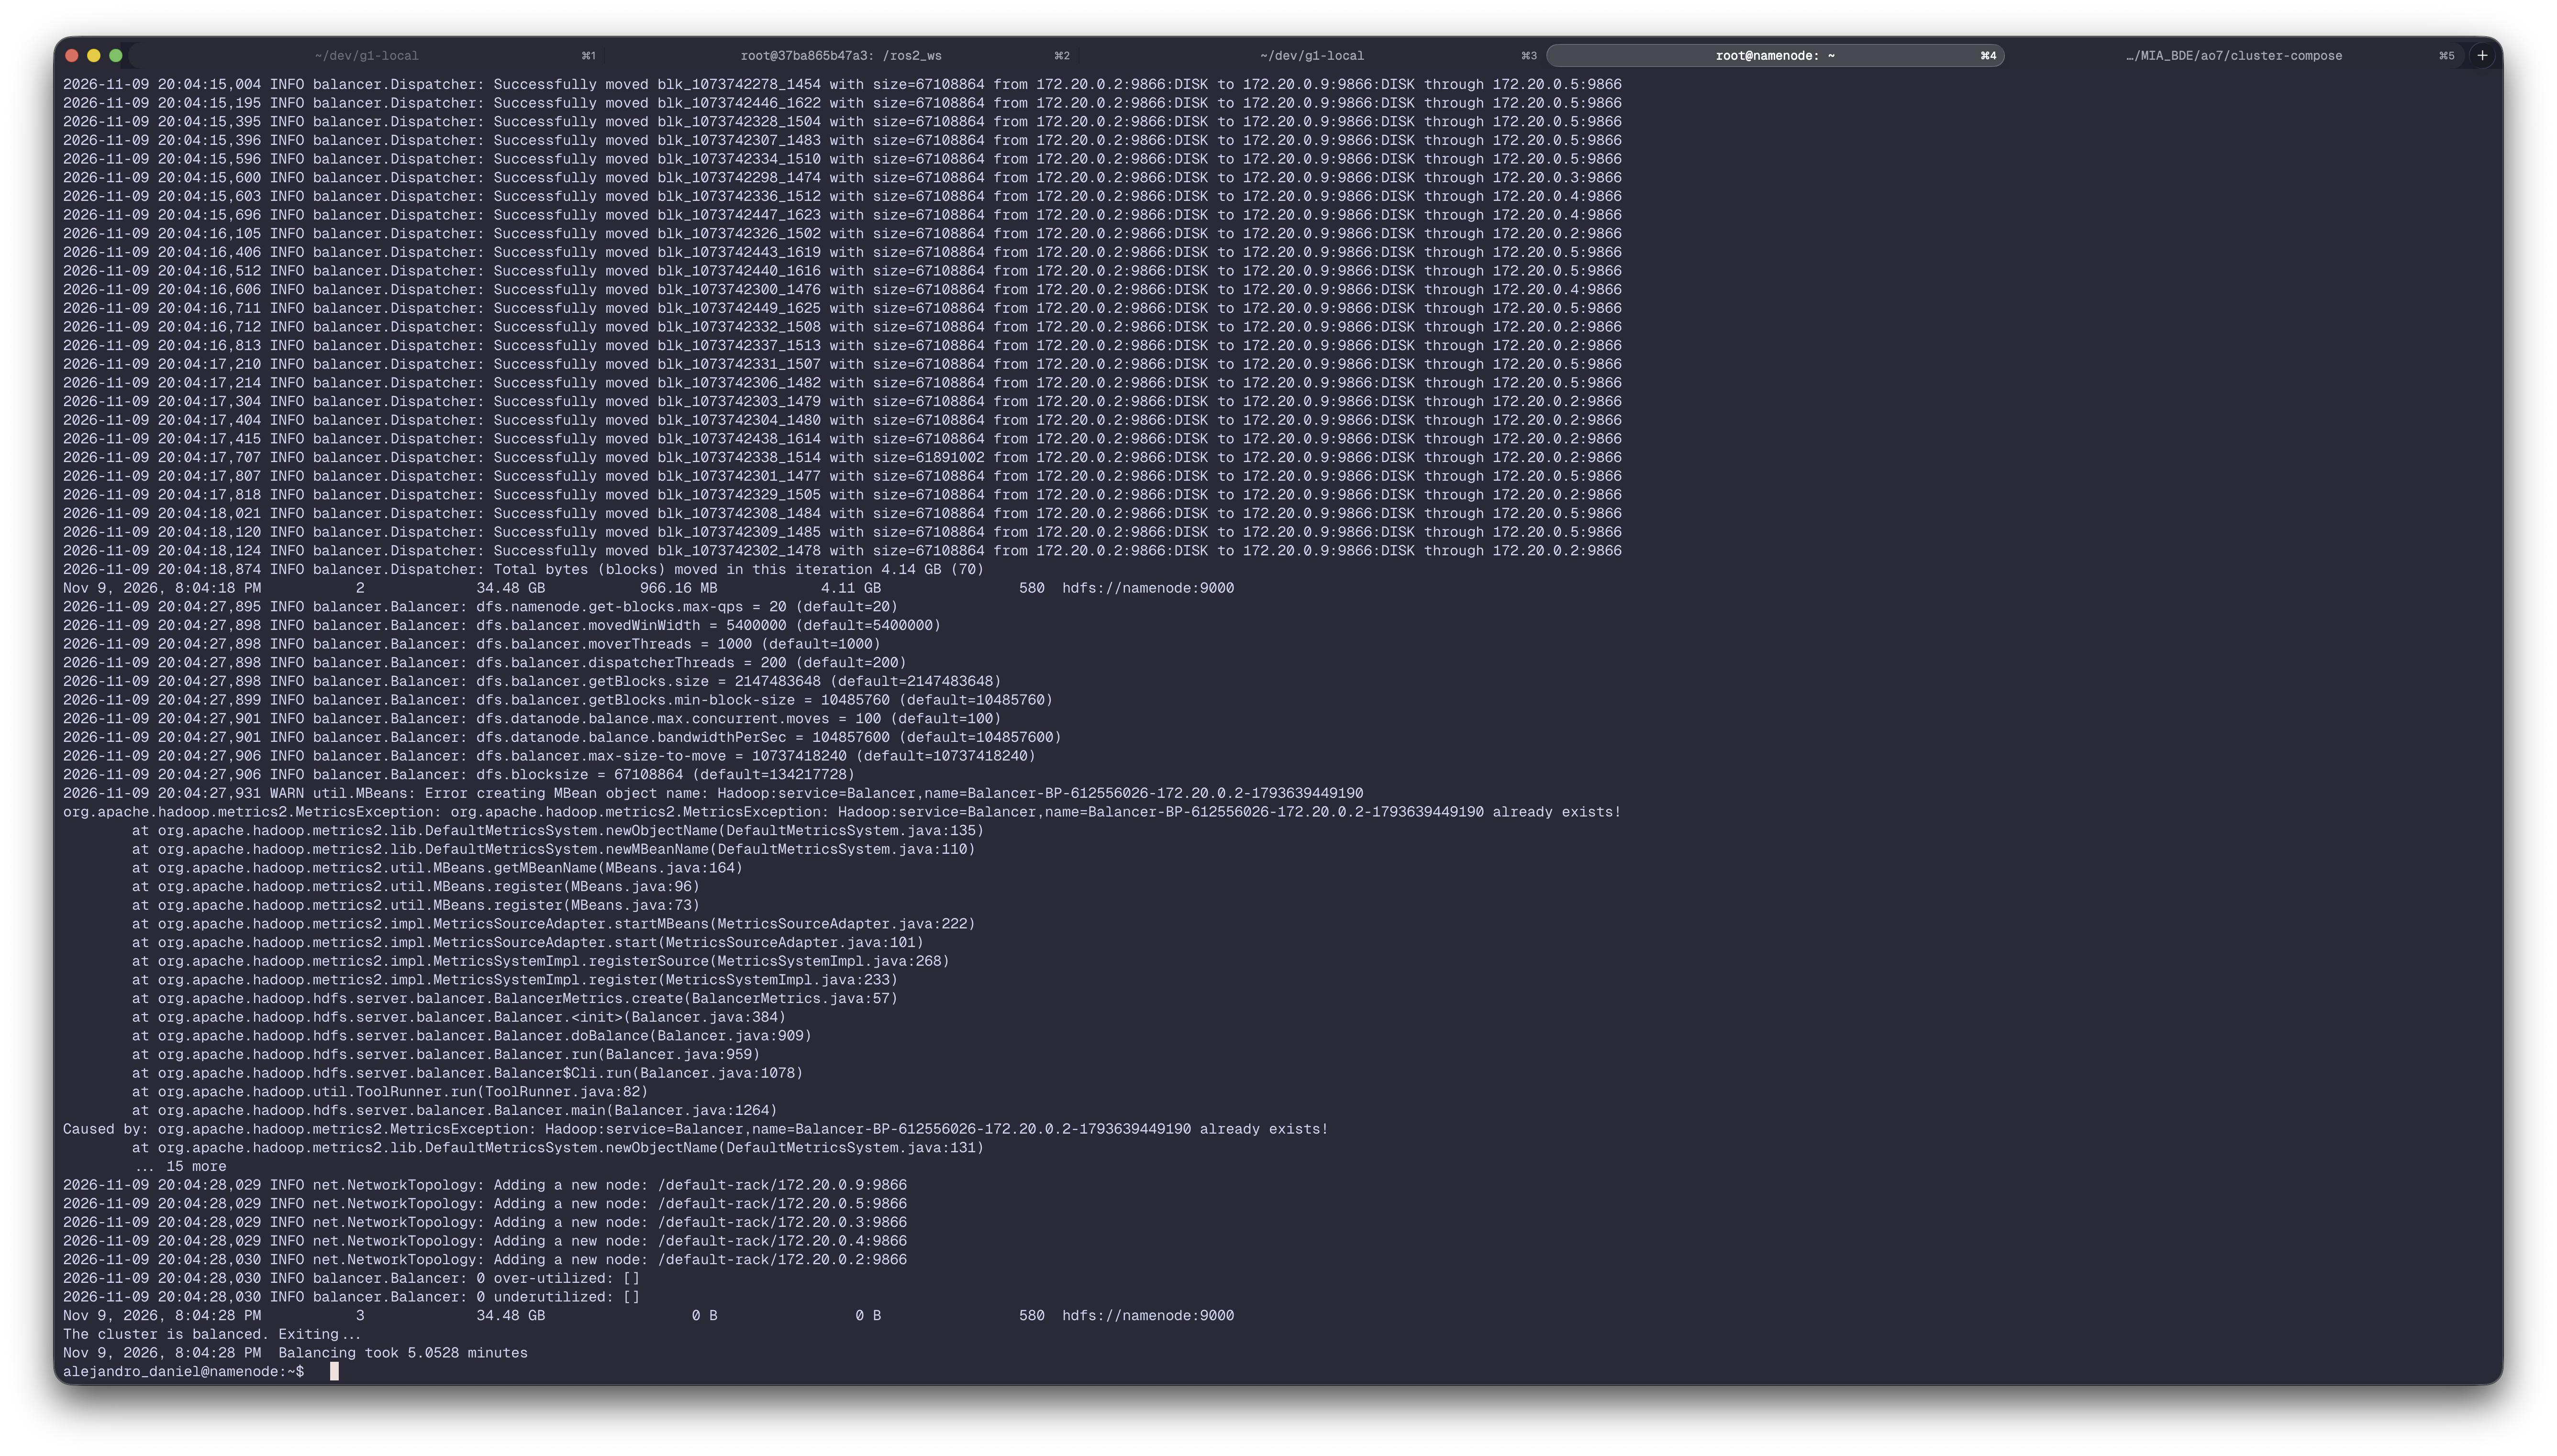 ~/dev/g1-local ⌘1 root@37ba865b47a3: /ros2_ws ⌘2 ~/dev/g1-local ⌘3 root@namenode: ~ ⌘4 …/MIA_BDE/ao7/cluster-compose ⌘5 +
2026-11-09 20:04:15,004 INFO balancer.Dispatcher: Successfully moved blk_1073742278_1454 with size=67108864 from 172.20.0.2:9866:DISK to 172.20.0.9:9866:DISK through 172.20.0.5:9866
2026-11-09 20:04:15,195 INFO balancer.Dispatcher: Successfully moved blk_1073742446_1622 with size=67108864 from 172.20.0.2:9866:DISK to 172.20.0.9:9866:DISK through 172.20.0.5:9866
2026-11-09 20:04:15,395 INFO balancer.Dispatcher: Successfully moved blk_1073742328_1504 with size=67108864 from 172.20.0.2:9866:DISK to 172.20.0.9:9866:DISK through 172.20.0.5:9866
2026-11-09 20:04:15,396 INFO balancer.Dispatcher: Successfully moved blk_1073742307_1483 with size=67108864 from 172.20.0.2:9866:DISK to 172.20.0.9:9866:DISK through 172.20.0.5:9866
2026-11-09 20:04:15,596 INFO balancer.Dispatcher: Successfully moved blk_1073742334_1510 with size=67108864 from 172.20.0.2:9866:DISK to 172.20.0.9:9866:DISK through 172.20.0.5:9866
2026-11-09 20:04:15,600 INFO balancer.Dispatcher: Successfully moved blk_1073742298_1474 with size=67108864 from 172.20.0.2:9866:DISK to 172.20.0.9:9866:DISK through 172.20.0.3:9866
2026-11-09 20:04:15,603 INFO balancer.Dispatcher: Successfully moved blk_1073742336_1512 with size=67108864 from 172.20.0.2:9866:DISK to 172.20.0.9:9866:DISK through 172.20.0.4:9866
2026-11-09 20:04:15,696 INFO balancer.Dispatcher: Successfully moved blk_1073742447_1623 with size=67108864 from 172.20.0.2:9866:DISK to 172.20.0.9:9866:DISK through 172.20.0.4:9866
2026-11-09 20:04:16,105 INFO balancer.Dispatcher: Successfully moved blk_1073742326_1502 with size=67108864 from 172.20.0.2:9866:DISK to 172.20.0.9:9866:DISK through 172.20.0.2:9866
2026-11-09 20:04:16,406 INFO balancer.Dispatcher: Successfully moved blk_1073742443_1619 with size=67108864 from 172.20.0.2:9866:DISK to 172.20.0.9:9866:DISK through 172.20.0.5:9866
2026-11-09 20:04:16,512 INFO balancer.Dispatcher: Successfully moved blk_1073742440_1616 with size=67108864 from 172.20.0.2:9866:DISK to 172.20.0.9:9866:DISK through 172.20.0.5:9866
2026-11-09 20:04:16,606 INFO balancer.Dispatcher: Successfully moved blk_1073742300_1476 with size=67108864 from 172.20.0.2:9866:DISK to 172.20.0.9:9866:DISK through 172.20.0.4:9866
2026-11-09 20:04:16,711 INFO balancer.Dispatcher: Successfully moved blk_1073742449_1625 with size=67108864 from 172.20.0.2:9866:DISK to 172.20.0.9:9866:DISK through 172.20.0.5:9866
2026-11-09 20:04:16,712 INFO balancer.Dispatcher: Successfully moved blk_1073742332_1508 with size=67108864 from 172.20.0.2:9866:DISK to 172.20.0.9:9866:DISK through 172.20.0.2:9866
2026-11-09 20:04:16,813 INFO balancer.Dispatcher: Successfully moved blk_1073742337_1513 with size=67108864 from 172.20.0.2:9866:DISK to 172.20.0.9:9866:DISK through 172.20.0.2:9866
2026-11-09 20:04:17,210 INFO balancer.Dispatcher: Successfully moved blk_1073742331_1507 with size=67108864 from 172.20.0.2:9866:DISK to 172.20.0.9:9866:DISK through 172.20.0.5:9866
2026-11-09 20:04:17,214 INFO balancer.Dispatcher: Successfully moved blk_1073742306_1482 with size=67108864 from 172.20.0.2:9866:DISK to 172.20.0.9:9866:DISK through 172.20.0.5:9866
2026-11-09 20:04:17,304 INFO balancer.Dispatcher: Successfully moved blk_1073742303_1479 with size=67108864 from 172.20.0.2:9866:DISK to 172.20.0.9:9866:DISK through 172.20.0.2:9866
2026-11-09 20:04:17,404 INFO balancer.Dispatcher: Successfully moved blk_1073742304_1480 with size=67108864 from 172.20.0.2:9866:DISK to 172.20.0.9:9866:DISK through 172.20.0.2:9866
2026-11-09 20:04:17,415 INFO balancer.Dispatcher: Successfully moved blk_1073742438_1614 with size=67108864 from 172.20.0.2:9866:DISK to 172.20.0.9:9866:DISK through 172.20.0.2:9866
2026-11-09 20:04:17,707 INFO balancer.Dispatcher: Successfully moved blk_1073742338_1514 with size=61891002 from 172.20.0.2:9866:DISK to 172.20.0.9:9866:DISK through 172.20.0.2:9866
2026-11-09 20:04:17,807 INFO balancer.Dispatcher: Successfully moved blk_1073742301_1477 with size=67108864 from 172.20.0.2:9866:DISK to 172.20.0.9:9866:DISK through 172.20.0.5:9866
2026-11-09 20:04:17,818 INFO balancer.Dispatcher: Successfully moved blk_1073742329_1505 with size=67108864 from 172.20.0.2:9866:DISK to 172.20.0.9:9866:DISK through 172.20.0.2:9866
2026-11-09 20:04:18,021 INFO balancer.Dispatcher: Successfully moved blk_1073742308_1484 with size=67108864 from 172.20.0.2:9866:DISK to 172.20.0.9:9866:DISK through 172.20.0.5:9866
2026-11-09 20:04:18,120 INFO balancer.Dispatcher: Successfully moved blk_1073742309_1485 with size=67108864 from 172.20.0.2:9866:DISK to 172.20.0.9:9866:DISK through 172.20.0.5:9866
2026-11-09 20:04:18,124 INFO balancer.Dispatcher: Successfully moved blk_1073742302_1478 with size=67108864 from 172.20.0.2:9866:DISK to 172.20.0.9:9866:DISK through 172.20.0.2:9866
2026-11-09 20:04:18,874 INFO balancer.Dispatcher: Total bytes (blocks) moved in this iteration 4.14 GB (70)
Nov 9, 2026, 8:04:18 PM 2 34.48 GB 966.16 MB 4.11 GB 580 hdfs://namenode:9000
2026-11-09 20:04:27,895 INFO balancer.Balancer: dfs.namenode.get-blocks.max-qps = 20 (default=20)
2026-11-09 20:04:27,898 INFO balancer.Balancer: dfs.balancer.movedWinWidth = 5400000 (default=5400000)
2026-11-09 20:04:27,898 INFO balancer.Balancer: dfs.balancer.moverThreads = 1000 (default=1000)
2026-11-09 20:04:27,898 INFO balancer.Balancer: dfs.balancer.dispatcherThreads = 200 (default=200)
2026-11-09 20:04:27,898 INFO balancer.Balancer: dfs.balancer.getBlocks.size = 2147483648 (default=2147483648)
2026-11-09 20:04:27,899 INFO balancer.Balancer: dfs.balancer.getBlocks.min-block-size = 10485760 (default=10485760)
2026-11-09 20:04:27,901 INFO balancer.Balancer: dfs.datanode.balance.max.concurrent.moves = 100 (default=100)
2026-11-09 20:04:27,901 INFO balancer.Balancer: dfs.datanode.balance.bandwidthPerSec = 104857600 (default=104857600)
2026-11-09 20:04:27,906 INFO balancer.Balancer: dfs.balancer.max-size-to-move = 10737418240 (default=10737418240)
2026-11-09 20:04:27,906 INFO balancer.Balancer: dfs.blocksize = 67108864 (default=134217728)
2026-11-09 20:04:27,931 WARN util.MBeans: Error creating MBean object name: Hadoop:service=Balancer,name=Balancer-BP-612556026-172.20.0.2-1793639449190
org.apache.hadoop.metrics2.MetricsException: org.apache.hadoop.metrics2.MetricsException: Hadoop:service=Balancer,name=Balancer-BP-612556026-172.20.0.2-1793639449190 already exists!
at org.apache.hadoop.metrics2.lib.DefaultMetricsSystem.newObjectName(DefaultMetricsSystem.java:135)
at org.apache.hadoop.metrics2.lib.DefaultMetricsSystem.newMBeanName(DefaultMetricsSystem.java:110)
at org.apache.hadoop.metrics2.util.MBeans.getMBeanName(MBeans.java:164)
at org.apache.hadoop.metrics2.util.MBeans.register(MBeans.java:96)
at org.apache.hadoop.metrics2.util.MBeans.register(MBeans.java:73)
at org.apache.hadoop.metrics2.impl.MetricsSourceAdapter.startMBeans(MetricsSourceAdapter.java:222)
at org.apache.hadoop.metrics2.impl.MetricsSourceAdapter.start(MetricsSourceAdapter.java:101)
at org.apache.hadoop.metrics2.impl.MetricsSystemImpl.registerSource(MetricsSystemImpl.java:268)
at org.apache.hadoop.metrics2.impl.MetricsSystemImpl.register(MetricsSystemImpl.java:233)
at org.apache.hadoop.hdfs.server.balancer.BalancerMetrics.create(BalancerMetrics.java:57)
at org.apache.hadoop.hdfs.server.balancer.Balancer.<init>(Balancer.java:384)
at org.apache.hadoop.hdfs.server.balancer.Balancer.doBalance(Balancer.java:909)
at org.apache.hadoop.hdfs.server.balancer.Balancer.run(Balancer.java:959)
at org.apache.hadoop.hdfs.server.balancer.Balancer$Cli.run(Balancer.java:1078)
at org.apache.hadoop.util.ToolRunner.run(ToolRunner.java:82)
at org.apache.hadoop.hdfs.server.balancer.Balancer.main(Balancer.java:1264)
Caused by: org.apache.hadoop.metrics2.MetricsException: Hadoop:service=Balancer,name=Balancer-BP-612556026-172.20.0.2-1793639449190 already exists!
at org.apache.hadoop.metrics2.lib.DefaultMetricsSystem.newObjectName(DefaultMetricsSystem.java:131)
... 15 more
2026-11-09 20:04:28,029 INFO net.NetworkTopology: Adding a new node: /default-rack/172.20.0.9:9866
2026-11-09 20:04:28,029 INFO net.NetworkTopology: Adding a new node: /default-rack/172.20.0.5:9866
2026-11-09 20:04:28,029 INFO net.NetworkTopology: Adding a new node: /default-rack/172.20.0.3:9866
2026-11-09 20:04:28,029 INFO net.NetworkTopology: Adding a new node: /default-rack/172.20.0.4:9866
2026-11-09 20:04:28,030 INFO net.NetworkTopology: Adding a new node: /default-rack/172.20.0.2:9866
2026-11-09 20:04:28,030 INFO balancer.Balancer: 0 over-utilized: []
2026-11-09 20:04:28,030 INFO balancer.Balancer: 0 underutilized: []
Nov 9, 2026, 8:04:28 PM 3 34.48 GB 0 B 0 B 580 hdfs://namenode:9000
The cluster is balanced. Exiting...
Nov 9, 2026, 8:04:28 PM Balancing took 5.0528 minutes
alejandro_daniel@namenode:~$